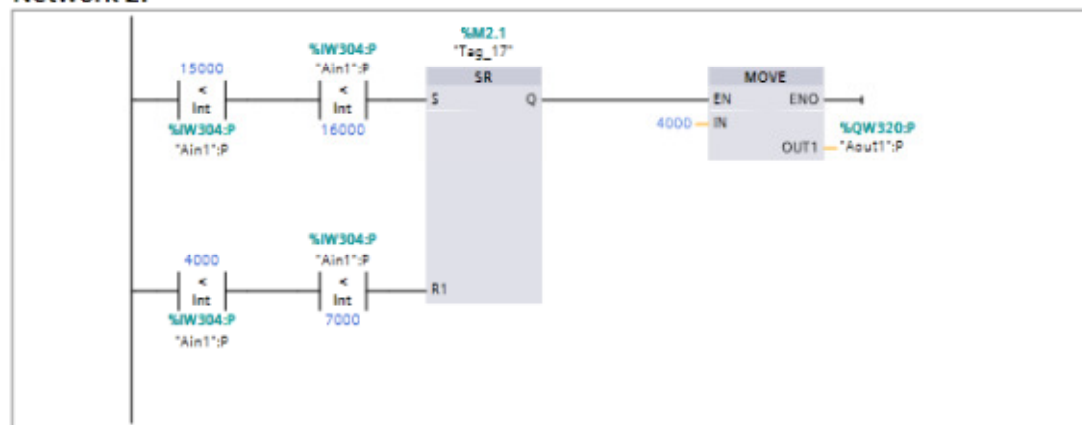 %M2.1
%IW304:P "Tag_17"
15000 "Ain1":P SR MOVE
< < S Q EN ENO
Int Int
%IW304:P 16000 4000 IN %QW320:P
"Ain1":P OUT1 "Aout1":P
%IW304:P
4000 "Ain1":P
< < R1
Int Int
%IW304:P 7000
"Ain1":P